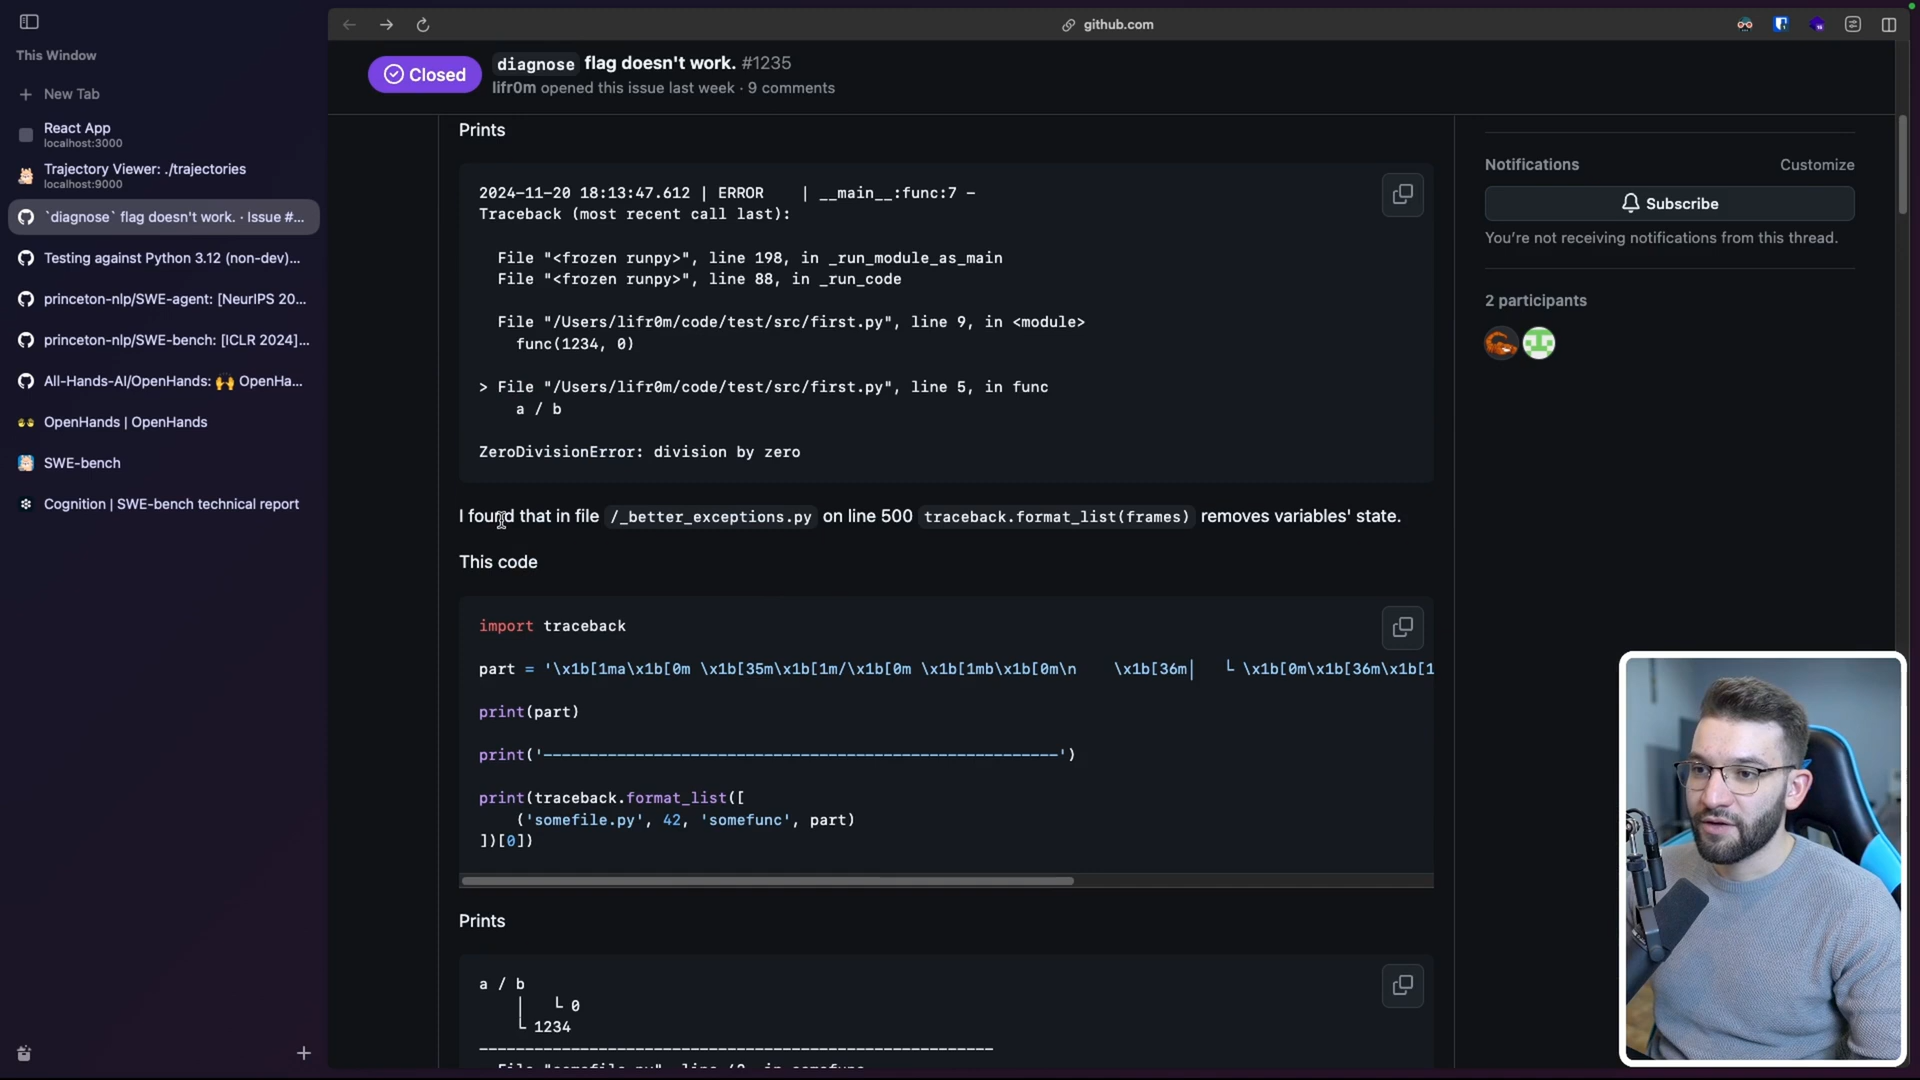 This Window
github.com
New Tab
React App
localhost:3000
Trajectory Viewer: ./trajectories
localhost:9000
`diagnose` flag doesn't work. · Issue #...
Testing against Python 3.12 (non-dev)...
princeton-nlp/SWE-agent: [NeurIPS 20...
princeton-nlp/SWE-bench: [ICLR 2024]...
All-Hands-AI/OpenHands: 🙌 OpenHa...
OpenHands | OpenHands
SWE-bench
Cognition | SWE-bench technical report
Closed
diagnose flag doesn't work. #1235
lifr0m opened this issue last week · 9 comments
Prints
2024-11-20 18:13:47.612 | ERROR    | __main__:func:7 -
Traceback (most recent call last):
File "<frozen runpy>", line 198, in _run_module_as_main
File "<frozen runpy>", line 88, in _run_code
File "/Users/lifr0m/code/test/src/first.py", line 9, in <module>
func(1234, 0)
> File "/Users/lifr0m/code/test/src/first.py", line 5, in func
a / b
ZeroDivisionError: division by zero
I found that in file /_better_exceptions.py on line 500 traceback.format_list(frames) removes variables' state.
This code
import traceback
part = '\x1b[1ma\x1b[0m \x1b[35m\x1b[1m/\x1b[0m \x1b[1mb\x1b[0m\n    \x1b[36m│   └ \x1b[0m\x1b[36m\x1b[1
print(part)
print('--------------------------------------------------------')
print(traceback.format_list([
('somefile.py', 42, 'somefunc', part)
])[0])
Prints
a / b
│   └ 0
└ 1234
--------------------------------------------------------
Notifications
Customize
Subscribe
You're not receiving notifications from this thread.
2 participants